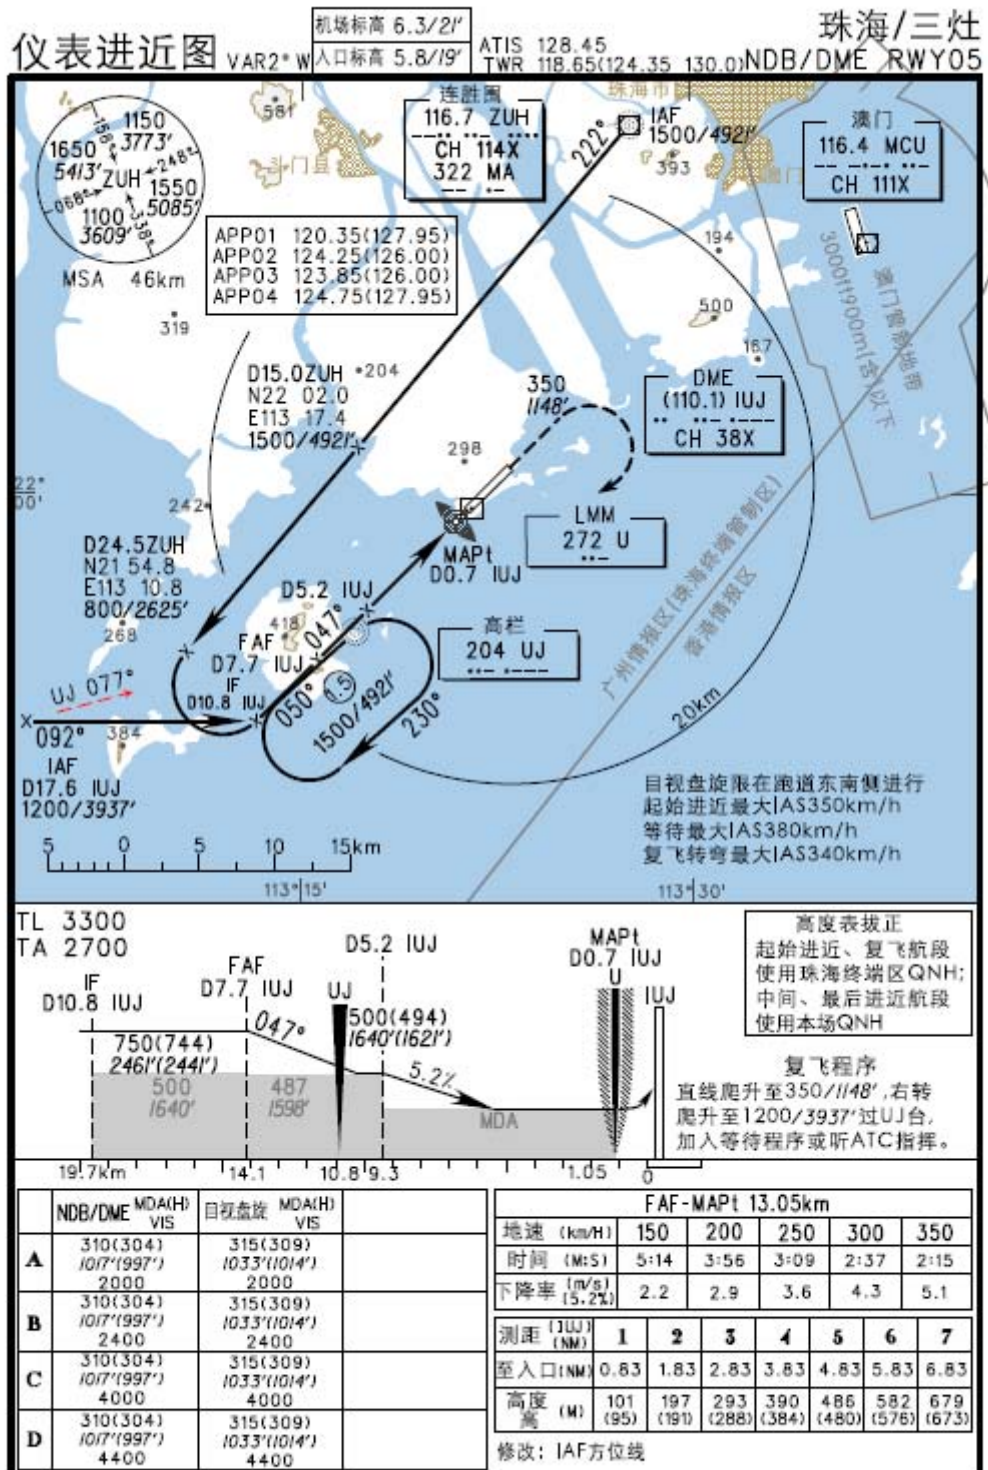 仪表进近图
VAR2° W
机场标高 6.3/21'
入口标高 5.8/19'
ATIS 128.45
TWR 118.65(124.35 130.0)
珠海/三灶
NDB/DME RWY05
1150
3773'
1650
5413'
158°
248°
ZUH
1550
5085'
068°
1100
3609'
338°
MSA 46km
581
斗门县
连胜围
116.7 ZUH
CH 114X
322 MA
222°
珠海市
IAF
1500/4921'
393
澳门
澳门
116.4 MCU
CH 111X
APP01 120.35(127.95)
APP02 124.25(126.00)
APP03 123.85(126.00)
APP04 124.75(127.95)
319
194
500
167
澳门管制地带
3000ft900m(含)以下
D15.0ZUH
N22 02.0
E113 17.4
1500/4921'
204
350
1148'
DME
(110.1) IUJ
CH 38X
298
22°
00'
242
LMM
272 U
MAPt
D0.7 IUJ
D24.5ZUH
N21 54.8
E113 10.8
800/2625'
268
D5.2 IUJ
418
047°
FAF
D7.7 IUJ
IF
D10.8 IUJ
高栏
204 UJ
广州情报区(珠海终端管制区)
香港情报区
UJ 077°
050°
1.5
1500/4921'
230°
20km
092°
384
IAF
D17.6 IUJ
1200/3937'
目视盘旋限在跑道东南侧进行
起始进近最大IAS350km/h
等待最大IAS380km/h
复飞转弯最大IAS340km/h
5 0 5 10 15km
113°15'
113°30'
TL 3300
TA 2700
IF
D10.8 IUJ
FAF
D7.7 IUJ
UJ
D5.2 IUJ
MAPt
D0.7 IUJ
U
IUJ
047°
750(744)
2461'(2441')
500
1640'
487
1598'
500(494)
1640'(1621')
5.2%
MDA
19.7km 14.1 10.8 9.3 1.05 0
高度表拔正
起始进近、复飞航段
使用珠海终端区QNH;
中间、最后进近航段
使用本场QNH
复飞程序
直线爬升至350/1148',右转
爬升至1200/3937'过UJ台,
加入等待程序或听ATC指挥。
NDB/DME MDA(H) VIS 目视盘旋 MDA(H) VIS
A
310(304)
1017'(997')
2000
315(309)
1033'(1014')
2000
B
310(304)
1017'(997')
2400
315(309)
1033'(1014')
2400
C
310(304)
1017'(997')
4000
315(309)
1033'(1014')
4000
D
310(304)
1017'(997')
4400
315(309)
1033'(1014')
4400
FAF-MAPt 13.05km
地速 (km/H) 150 200 250 300 350
时间 (M:S) 5:14 3:56 3:09 2:37 2:15
下降率 (m/s) (5.2%) 2.2 2.9 3.6 4.3 5.1
测距 (IUJ) (NM) 1 2 3 4 5 6 7
至入口(NM) 0.83 1.83 2.83 3.83 4.83 5.83 6.83
高度 高 (M) 101 (95) 197 (191) 293 (288) 390 (384) 486 (480) 582 (576) 679 (673)
修改: IAF方位线